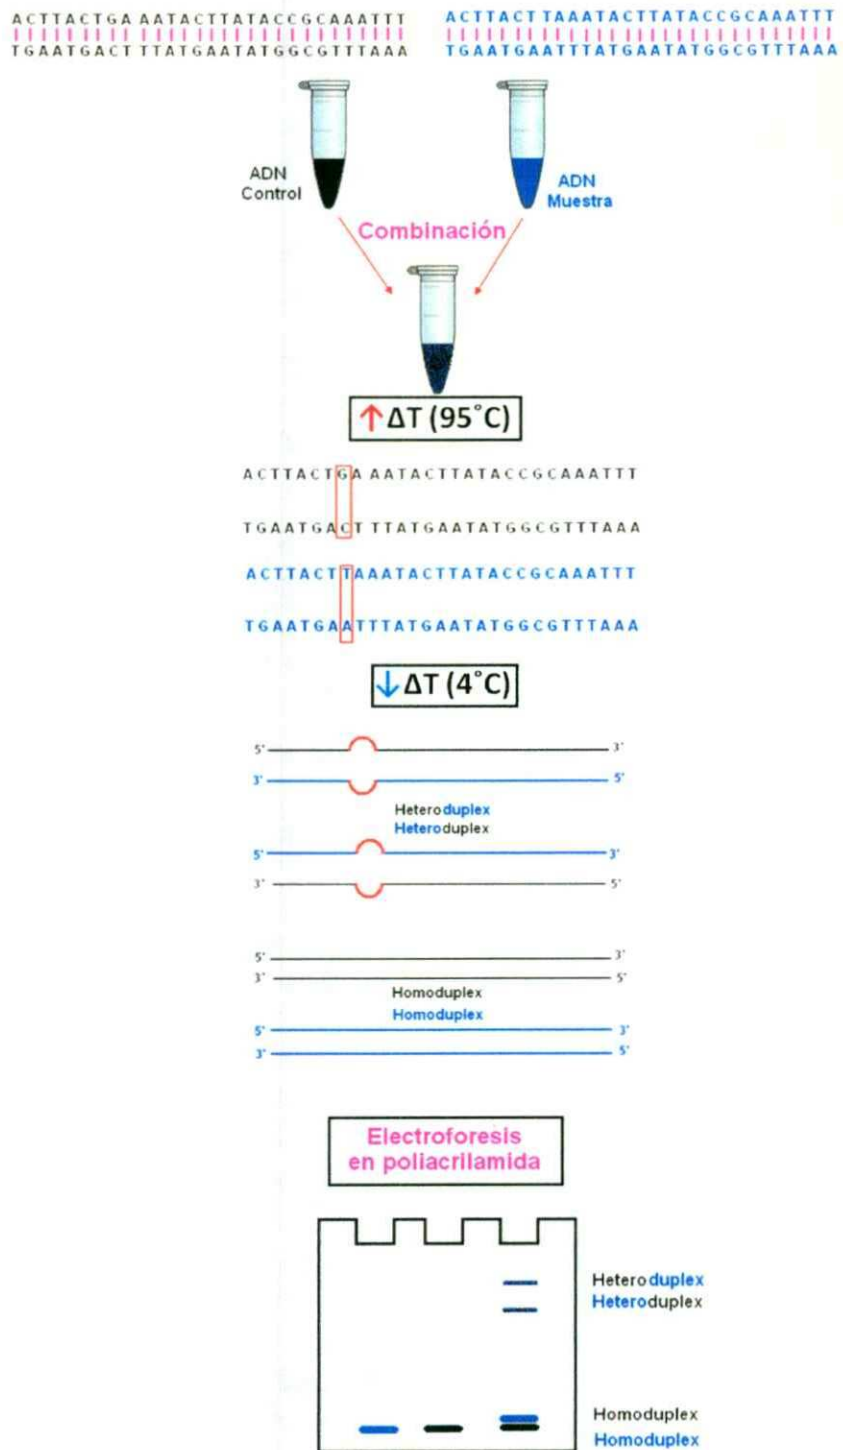 ACTTACTGA AATACTTATACCGCAAATTT
TGAATGACT TTATGAATATGGCGTTTAAA
ACTTACTTAAATACTTATACCGCAAATTT
TGAATGAATTTATGAATATGGCGTTTAAA
ADN
Control
ADN
Muestra
Combinación
↑ΔT (95°C)
ACTTACTGA AATACTTATACCGCAAATTT
TGAATGACT TTATGAATATGGCGTTTAAA
ACTTACTTAAATACTTATACCGCAAATTT
TGAATGAATTTATGAATATGGCGTTTAAA
↓ΔT (4°C)
5' 3'
3' 5'
Heteroduplex
Heteroduplex
5' 3'
3' 5'
5' 3'
3' 5'
Homoduplex
Homoduplex
5' 3'
3' 5'
Electroforesis
en poliacrilamida
Heteroduplex
Heteroduplex
Homoduplex
Homoduplex